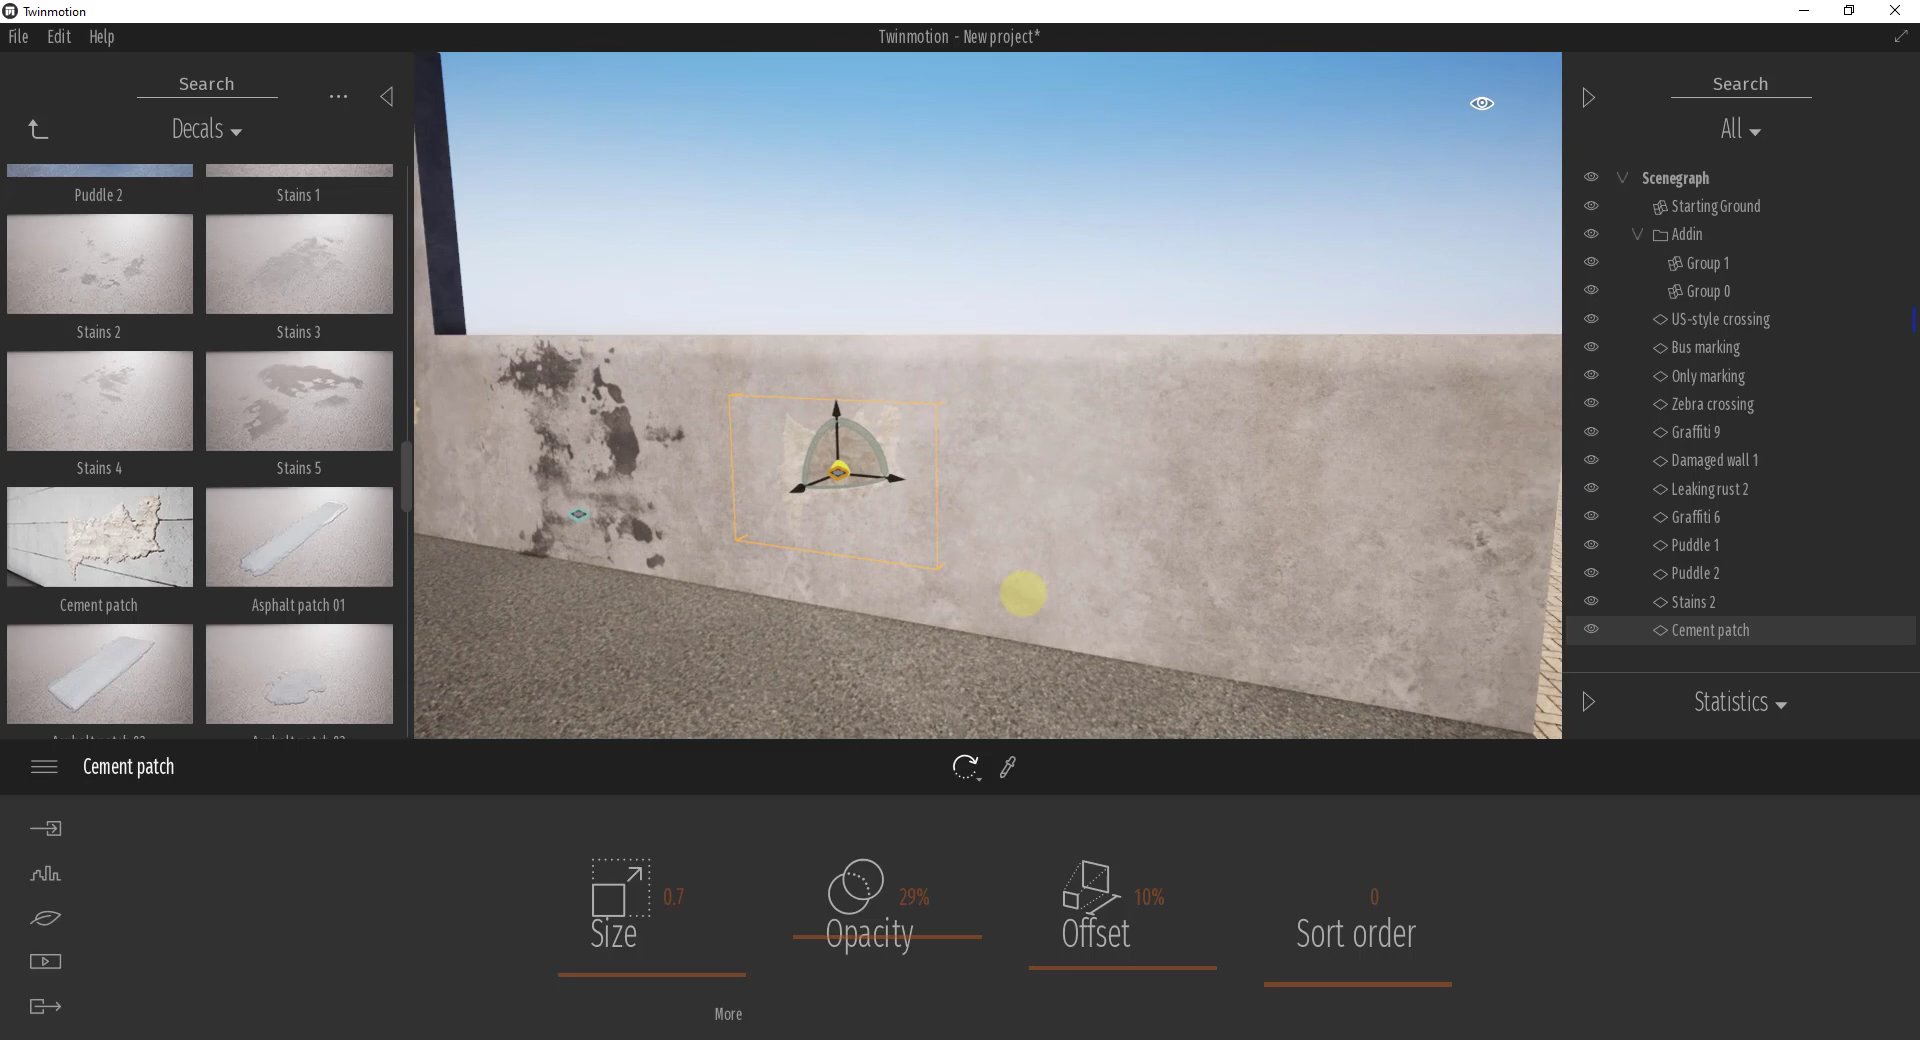 Twinmotion
File Edit Help
Twinmotion - New project*
Search
Decals
Puddle 2
Stains 1
Stains 2
Stains 3
Stains 4
Stains 5
Cement patch
Asphalt patch 01
Search
All
Scenegraph
Starting Ground
Addin
Group 1
Group 0
US-style crossing
Bus marking
Only marking
Zebra crossing
Graffiti 9
Damaged wall 1
Leaking rust 2
Graffiti 6
Puddle 1
Puddle 2
Stains 2
Cement patch
Statistics
Cement patch
0.7
Size
29%
Opacity
10%
Offset
0
Sort order
More